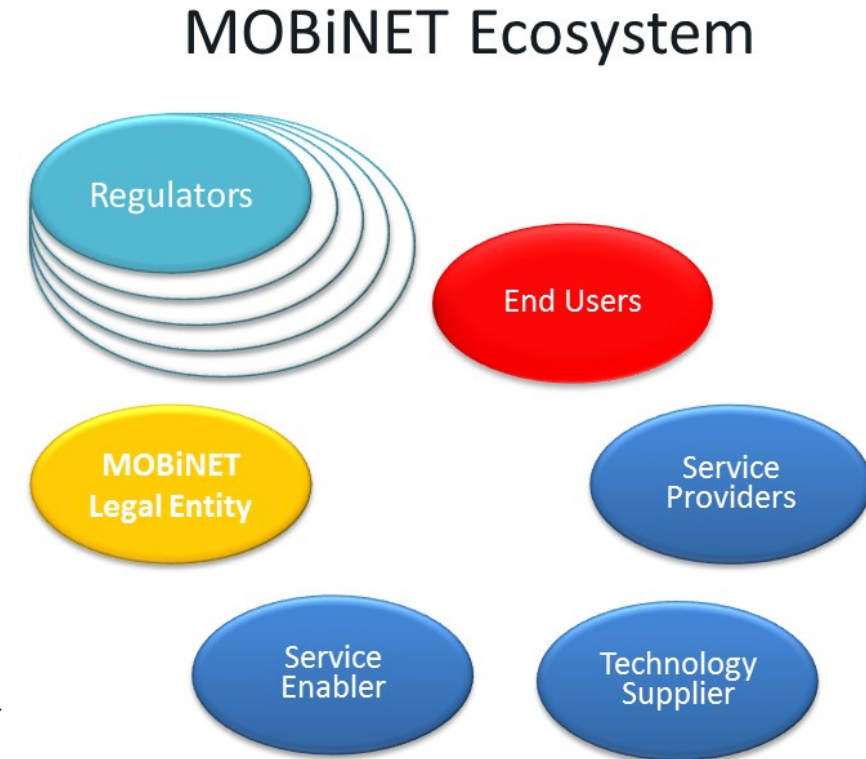 MOBiNET Ecosystem
Regulators
End Users
MOBiNET
Legal Entity
Service
Providers
Service
Enabler
Technology
Supplier